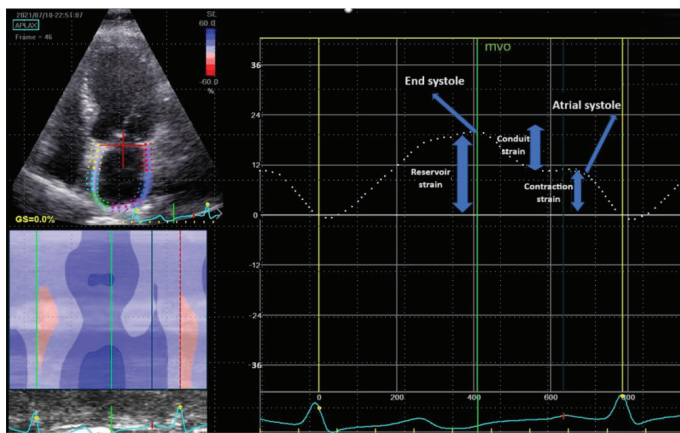 2021/07/10-22:51:07
APLAX
Frame = 46
SL
60.0
-60.0
%
GS=0.0%
mvo
36
24
12
0
-12
-24
-36
End systole
Atrial systole
Conduit
strain
Reservoir
strain
Contraction
strain
0
200
400
600
800